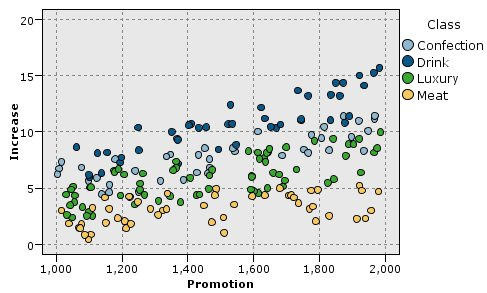 20
15
10
5
0
Increase
1,000 1,200 1,400 1,600 1,800 2,000
Promotion
Class
Confection
Drink
Luxury
Meat